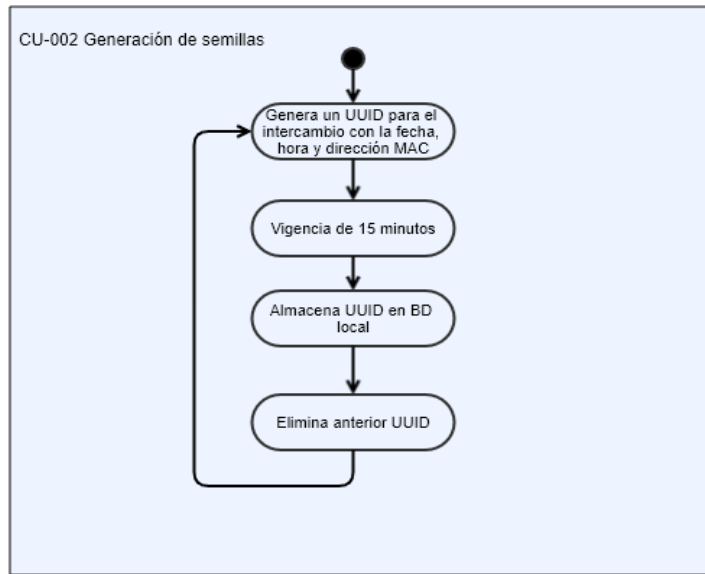 CU-002 Generación de semillas
Genera un UUID para el
intercambio con la fecha,
hora y dirección MAC
Vigencia de 15 minutos
Almacena UUID en BD
local
Elimina anterior UUID